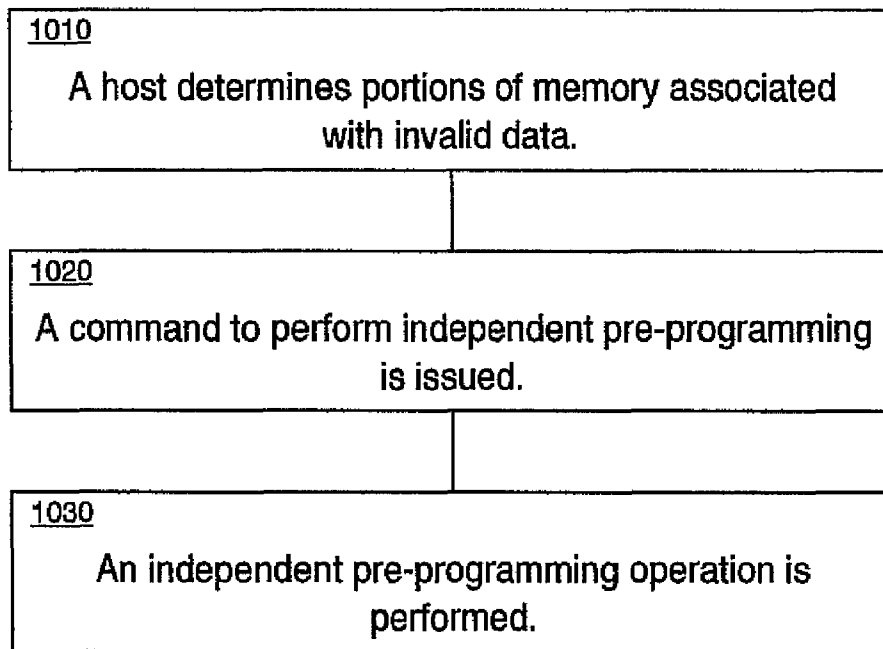 1010
A host determines portions of memory associated
with invalid data.
1020
A command to perform independent pre-programming
is issued.
1030
An independent pre-programming operation is
performed.